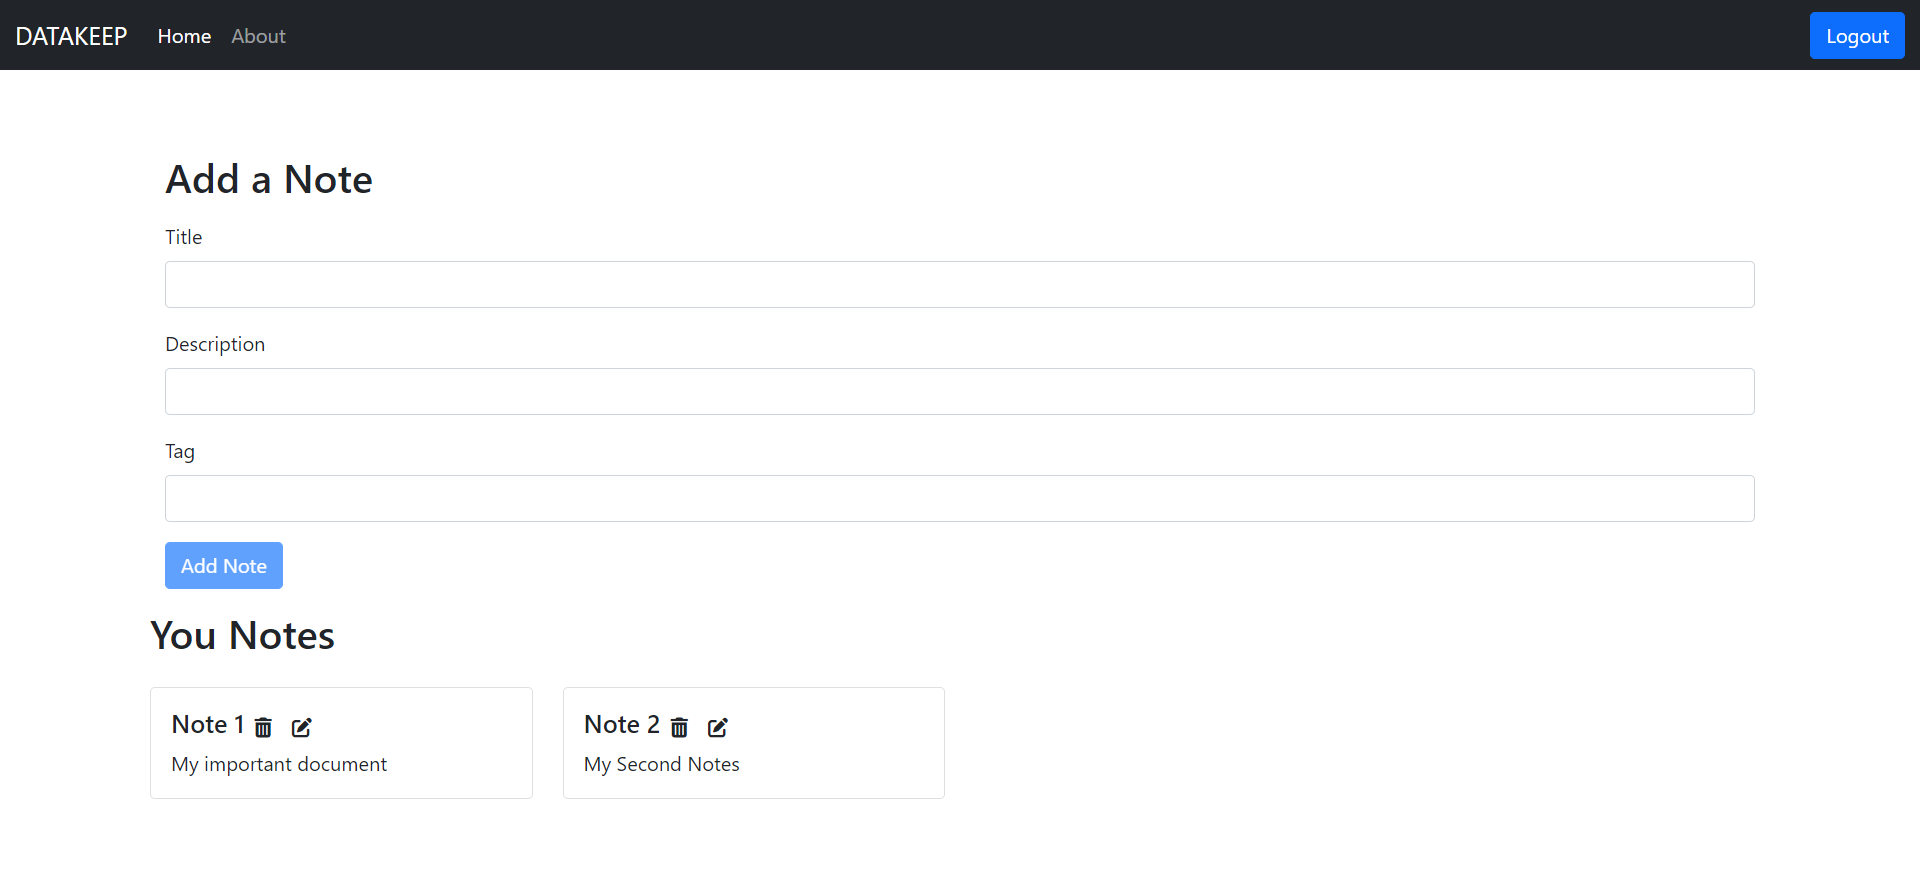 DATAKEEP Home About Logout
Add a Note
Title
Description
Tag
Add Note
You Notes
Note 1
My important document
Note 2
My Second Notes